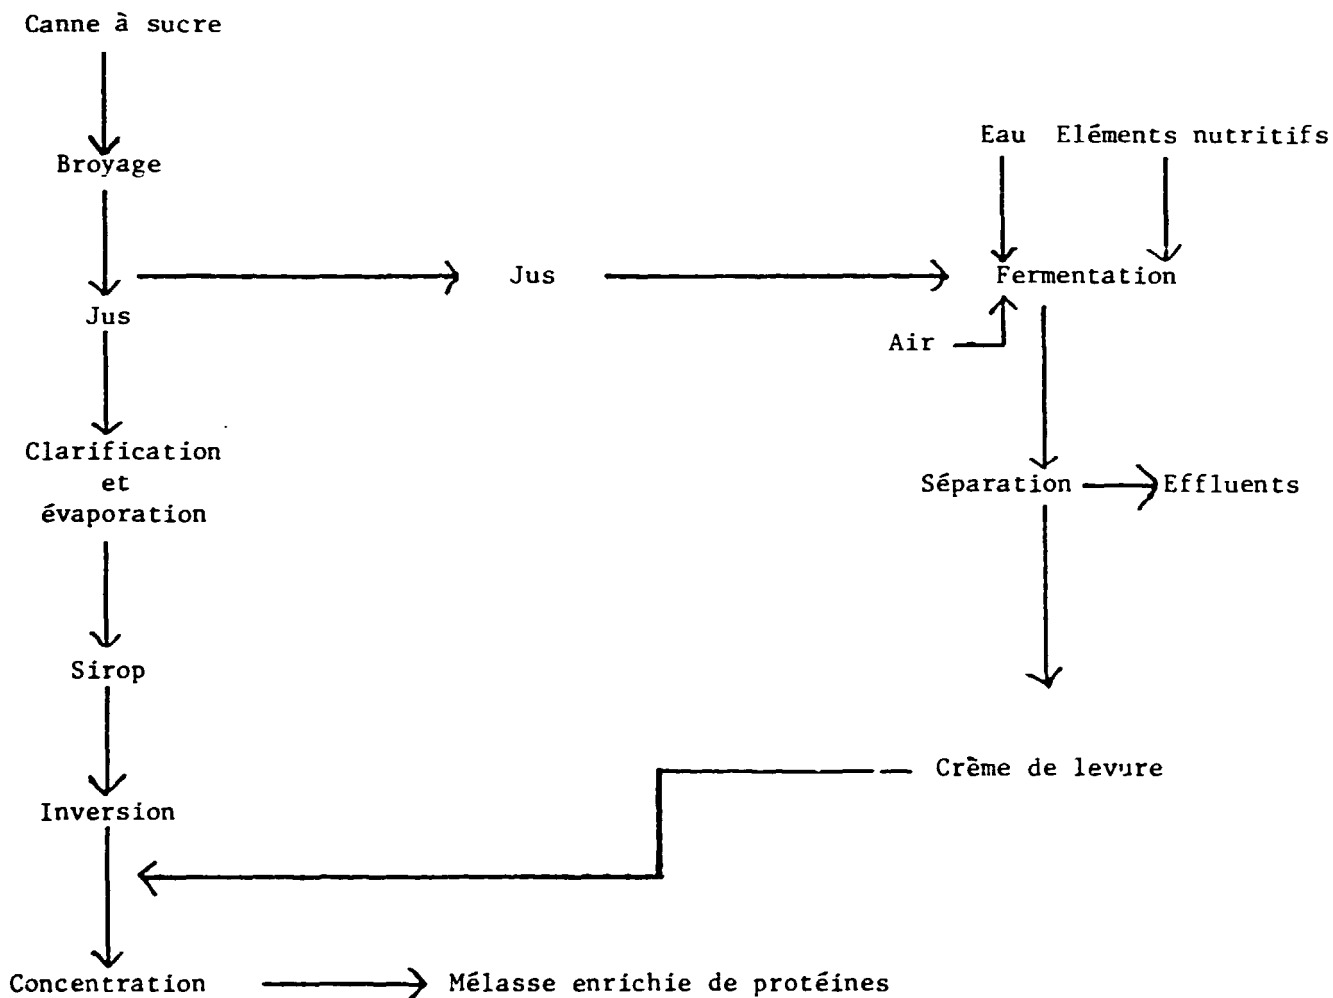 Canne à sucre
Broyage
Eau Eléments nutritifs
Jus
Jus
Fermentation
Air
Clarification
et
évaporation
Séparation
Effluents
Sirop
Crème de levure
Inversion
Concentration
Mélasse enrichie de protéines